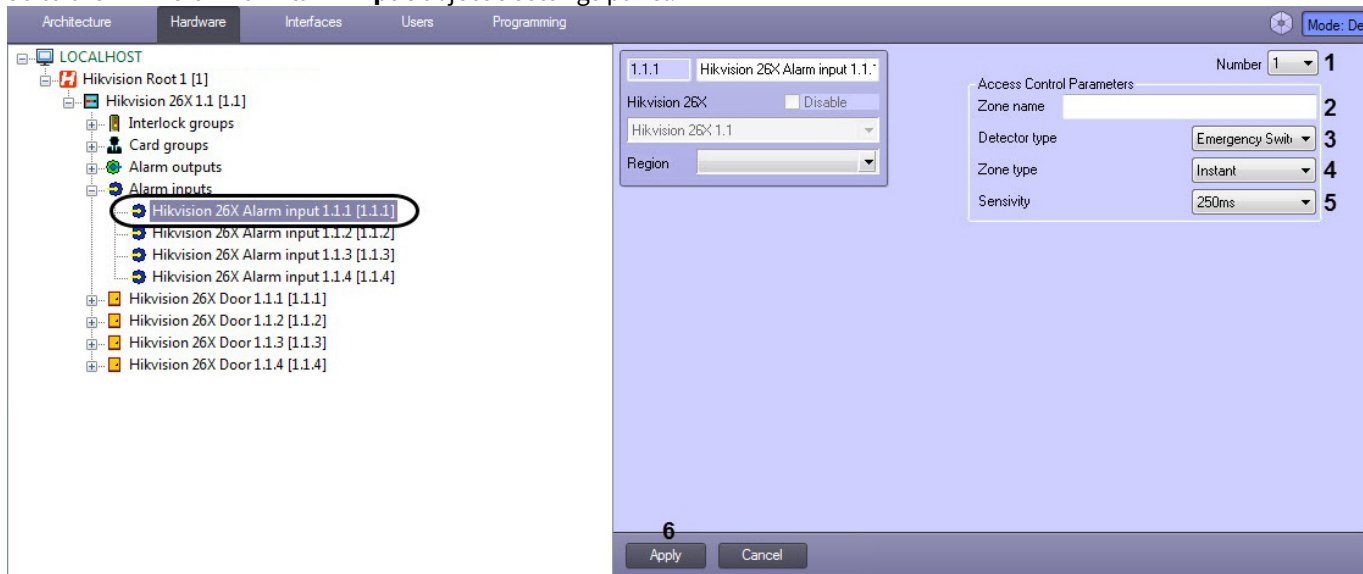 Architecture Hardware Interfaces Users Programming Mode: De
LOCALHOST
Hikvision Root 1 [1]
Hikvision 26X 1.1 [1.1]
Interlock groups
Card groups
Alarm outputs
Alarm inputs
Hikvision 26X Alarm input 1.1.1 [1.1.1]
Hikvision 26X Alarm input 1.1.2 [1.1.2]
Hikvision 26X Alarm input 1.1.3 [1.1.3]
Hikvision 26X Alarm input 1.1.4 [1.1.4]
Hikvision 26X Door 1.1.1 [1.1.1]
Hikvision 26X Door 1.1.2 [1.1.2]
Hikvision 26X Door 1.1.3 [1.1.3]
Hikvision 26X Door 1.1.4 [1.1.4]
1.1.1 Hikvision 26X Alarm input 1.1.
Hikvision 26X Disable
Hikvision 26X 1.1
Region
Number 1 1
Access Control Parameters
Zone name 2
Detector type Emergency Swit 3
Zone type Instant 4
Sensivity 250ms 5
6
Apply Cancel